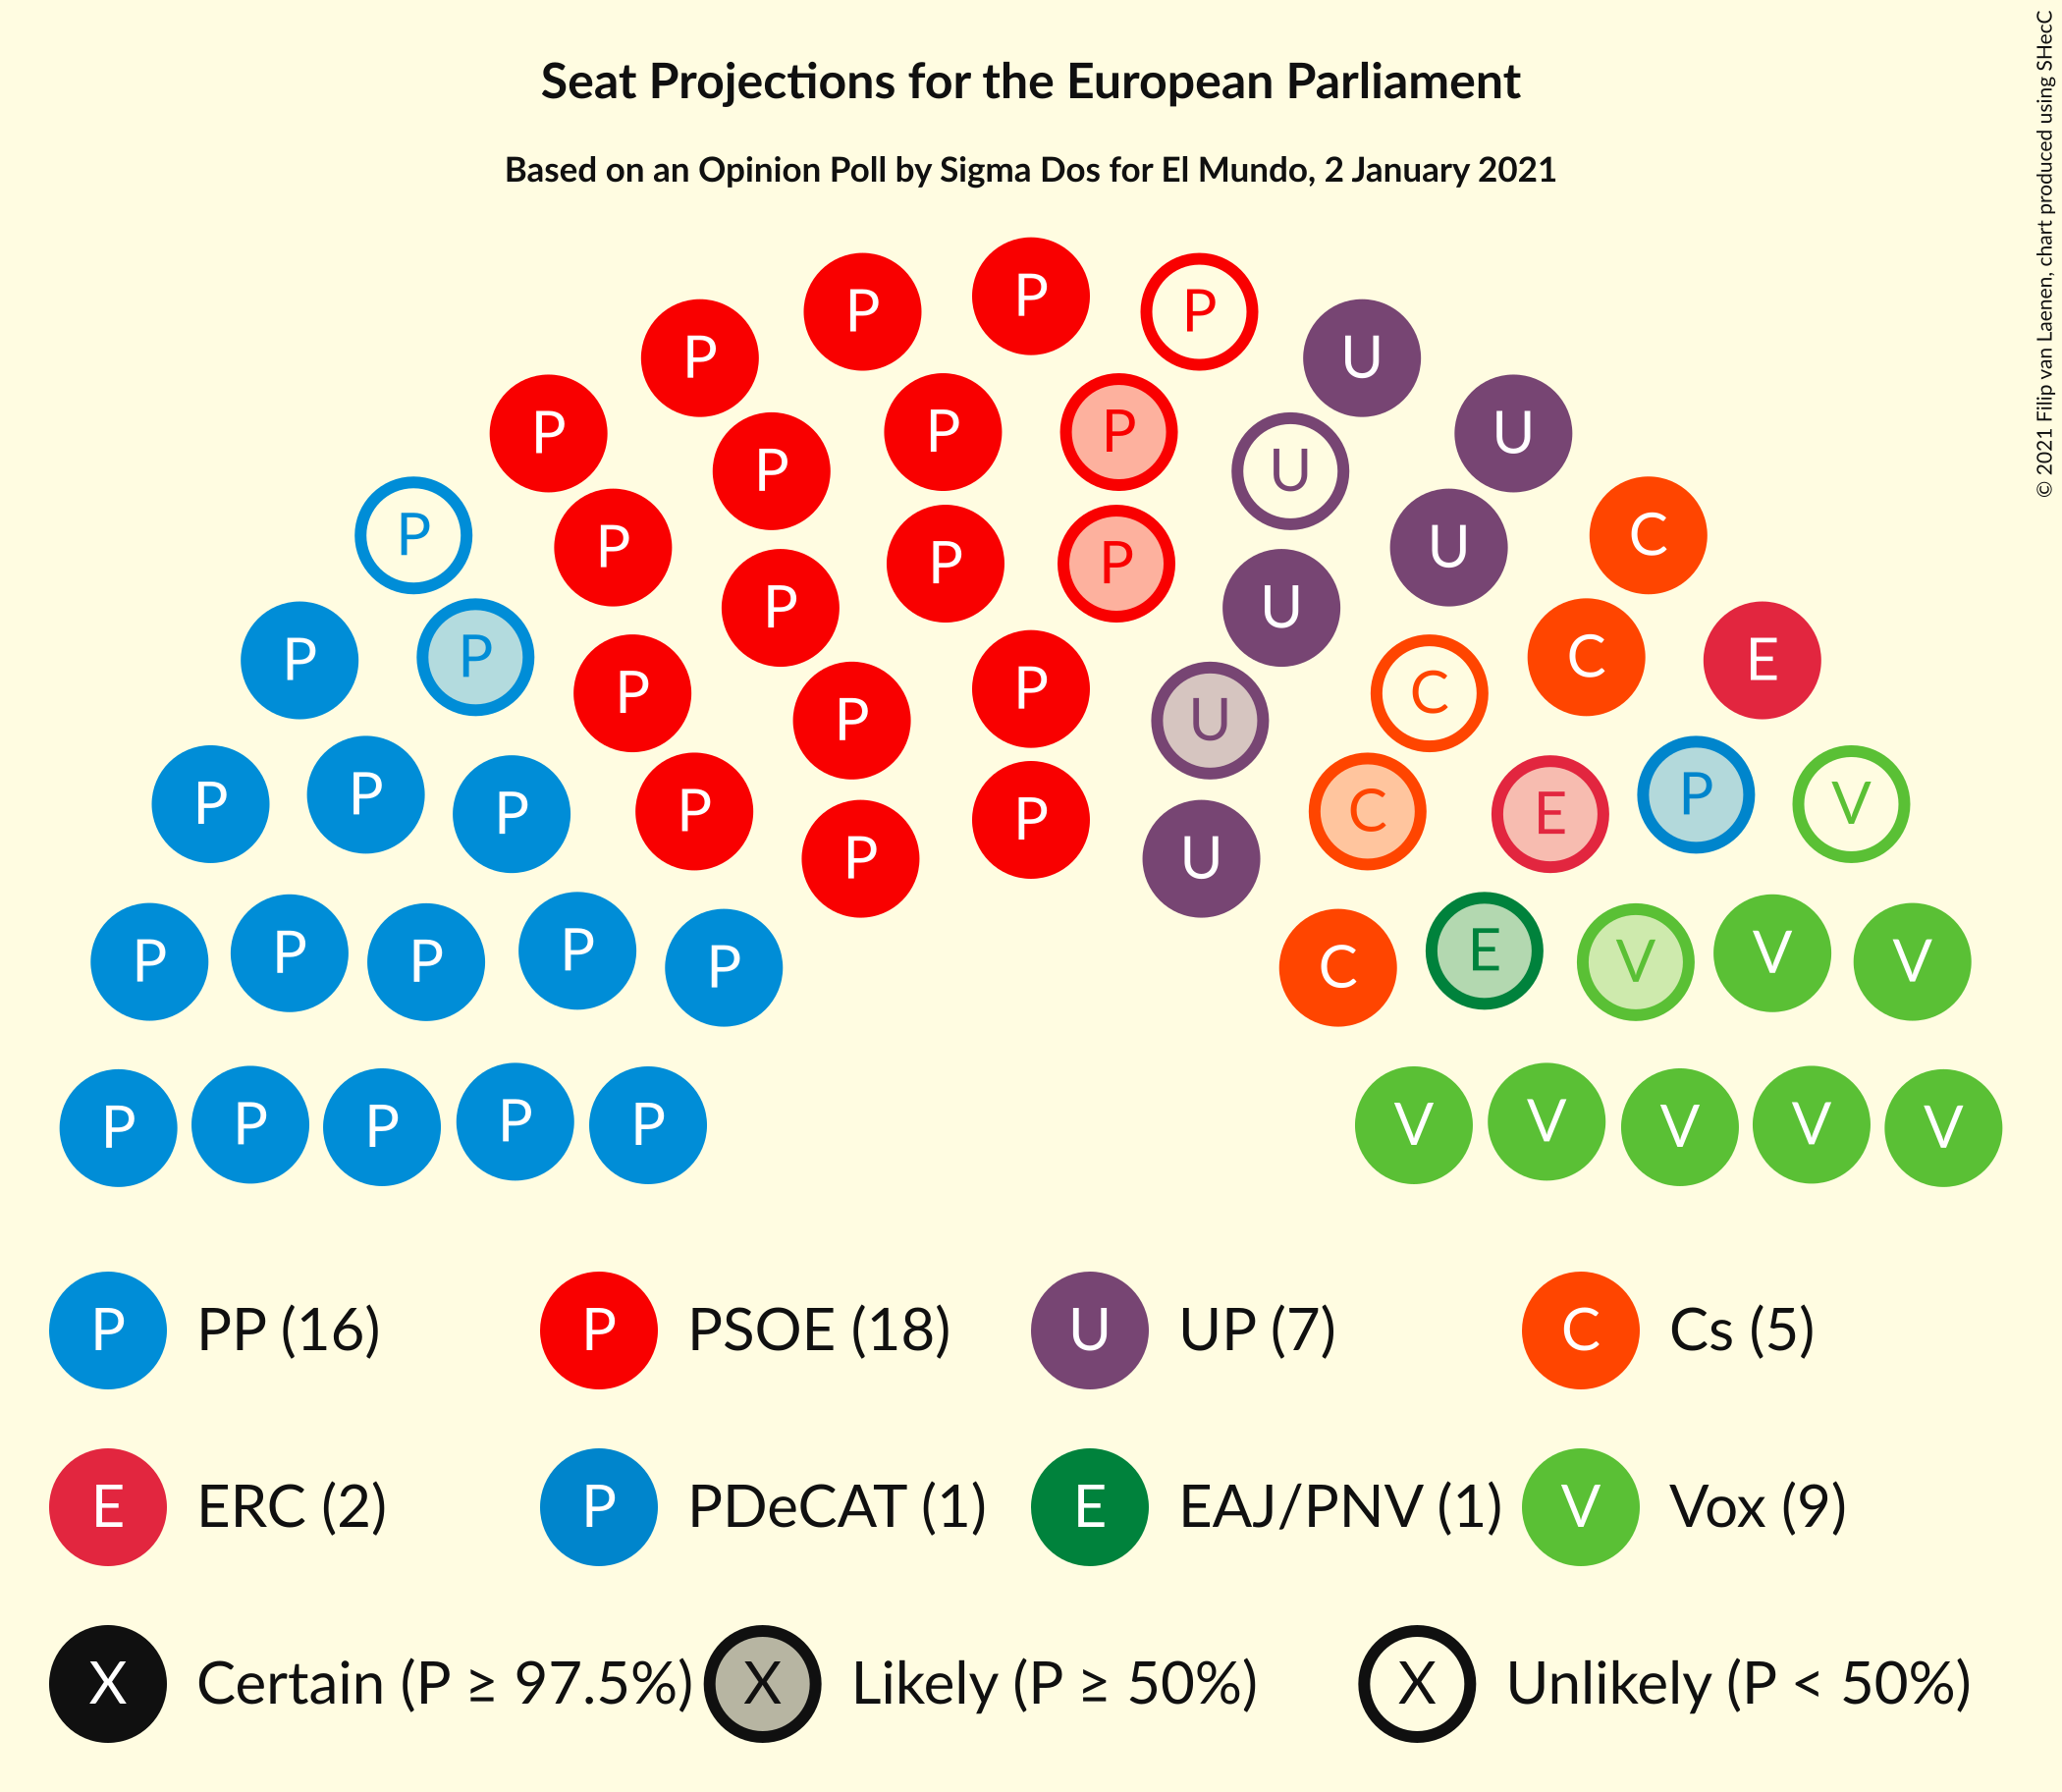 Seat Projections for the European Parliament
Based on an Opinion Poll by Sigma Dos for El Mundo, 2 January 2021
© 2021 Filip van Laenen, chart produced using SHecC
P
P P
P U
P P P U U
P P
P U U C
P P P U
P P P C E
P C
P P U
P P P P C E P V
P P U
P P P P P C E V V V
P P P P P V V V V V
P PP (16) P PSOE (18) U UP (7) C Cs (5)
E ERC (2) P PDeCAT (1) E EAJ/PNV (1) V Vox (9)
X Certain (P ≥ 97.5%) X Likely (P ≥ 50%) X Unlikely (P < 50%)